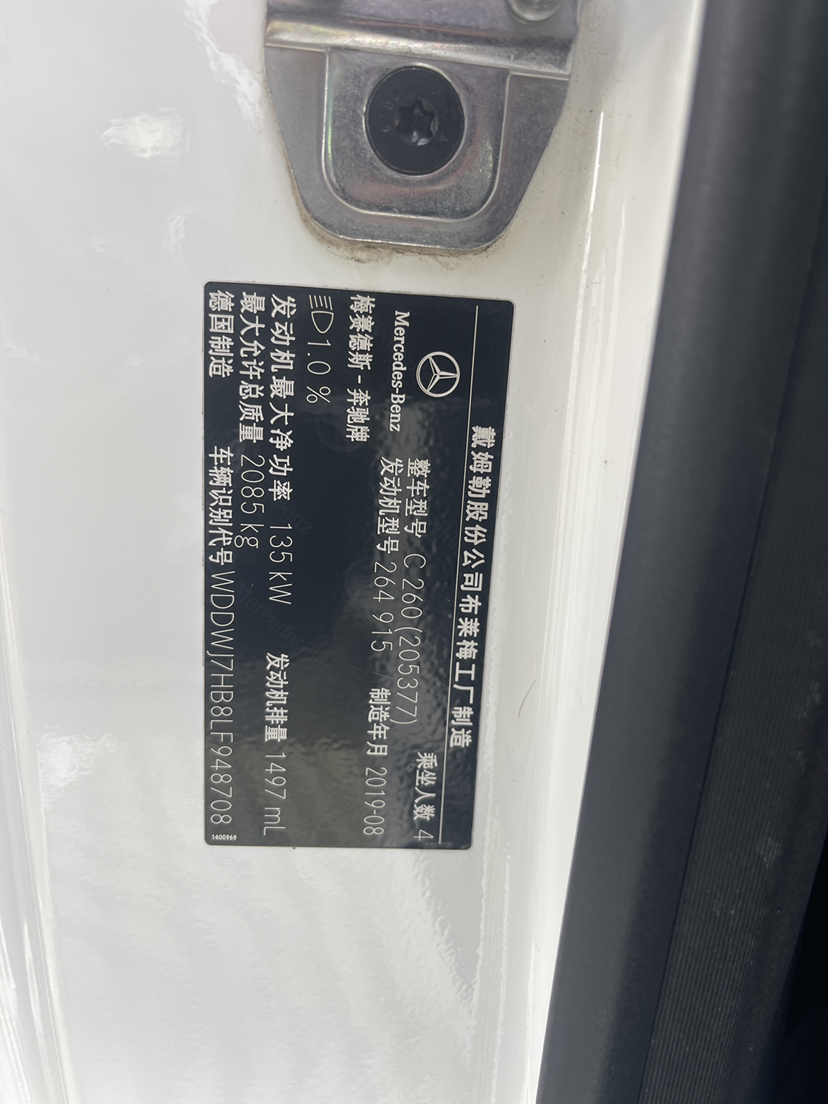 戴姆勒股份公司布莱梅工厂制造
Mercedes-Benz
梅赛德斯-奔驰牌
整车型号 C 260 (205377) 乘坐人数 4
发动机型号 264 915 制造年月 2019-08
1.0 %
发动机最大净功率 135 kW 发动机排量 1497 mL
最大允许总质量 2085 kg
德国制造 车辆识别代号 WDDWJ7HB8LF948708
1400969